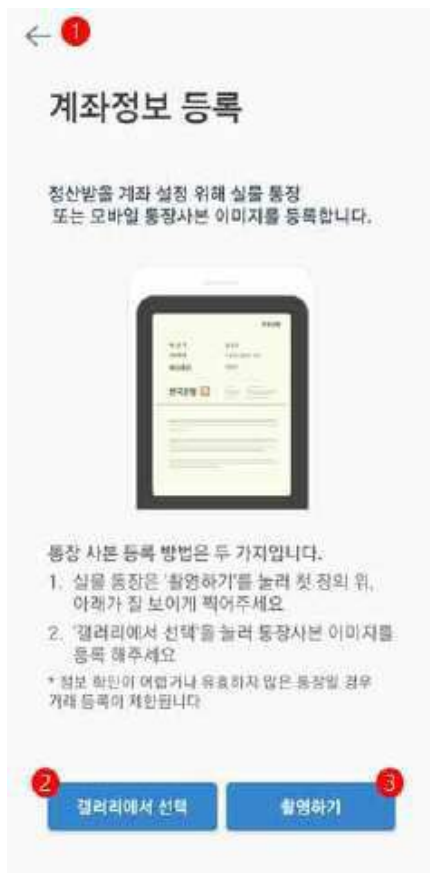 1
계좌정보 등록
정산받을 계좌 설정 위해 실물 통장
또는 모바일 통장사본 이미지를 등록합니다.
한국은행
통장 사본 등록 방법은 두 가지입니다.
1. 실물 통장은 '촬영하기'를 눌러 첫 장의 위,
아래가 잘 보이게 찍어주세요
2. '갤러리에서 선택'을 눌러 통장사본 이미지를
등록 해주세요
* 정보 확인이 어렵거나 유효하지 않은 통장일 경우
거래 등록이 제한됩니다
2
3
갤러리에서 선택
촬영하기